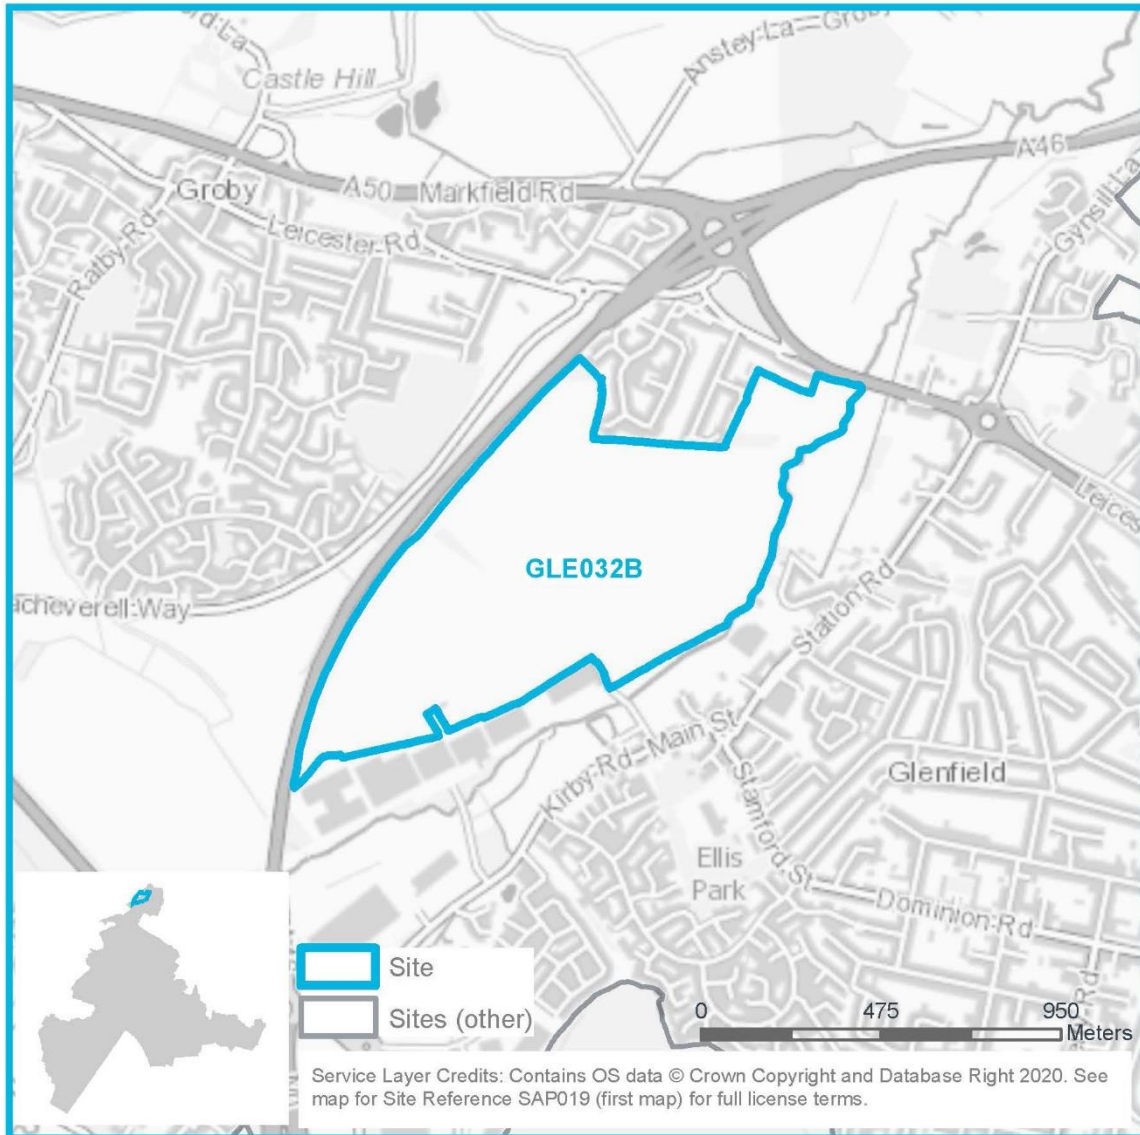 Castle Hill
Anstey-La
Groby
A46
Groby
A50
Markfield Rd
Gynsill-La
Leicester Rd
Ratby Rd
GLE032B
acheverell-Way
Station-Rd
Kirby-Rd
Main-St
Glenfield
Stamford-St
Ellis
Park
Dominion-Rd
Rd
Site
Sites (other)
0 475 950
Meters
Service Layer Credits: Contains OS data © Crown Copyright and Database Right 2020. See
map for Site Reference SAP019 (first map) for full license terms.